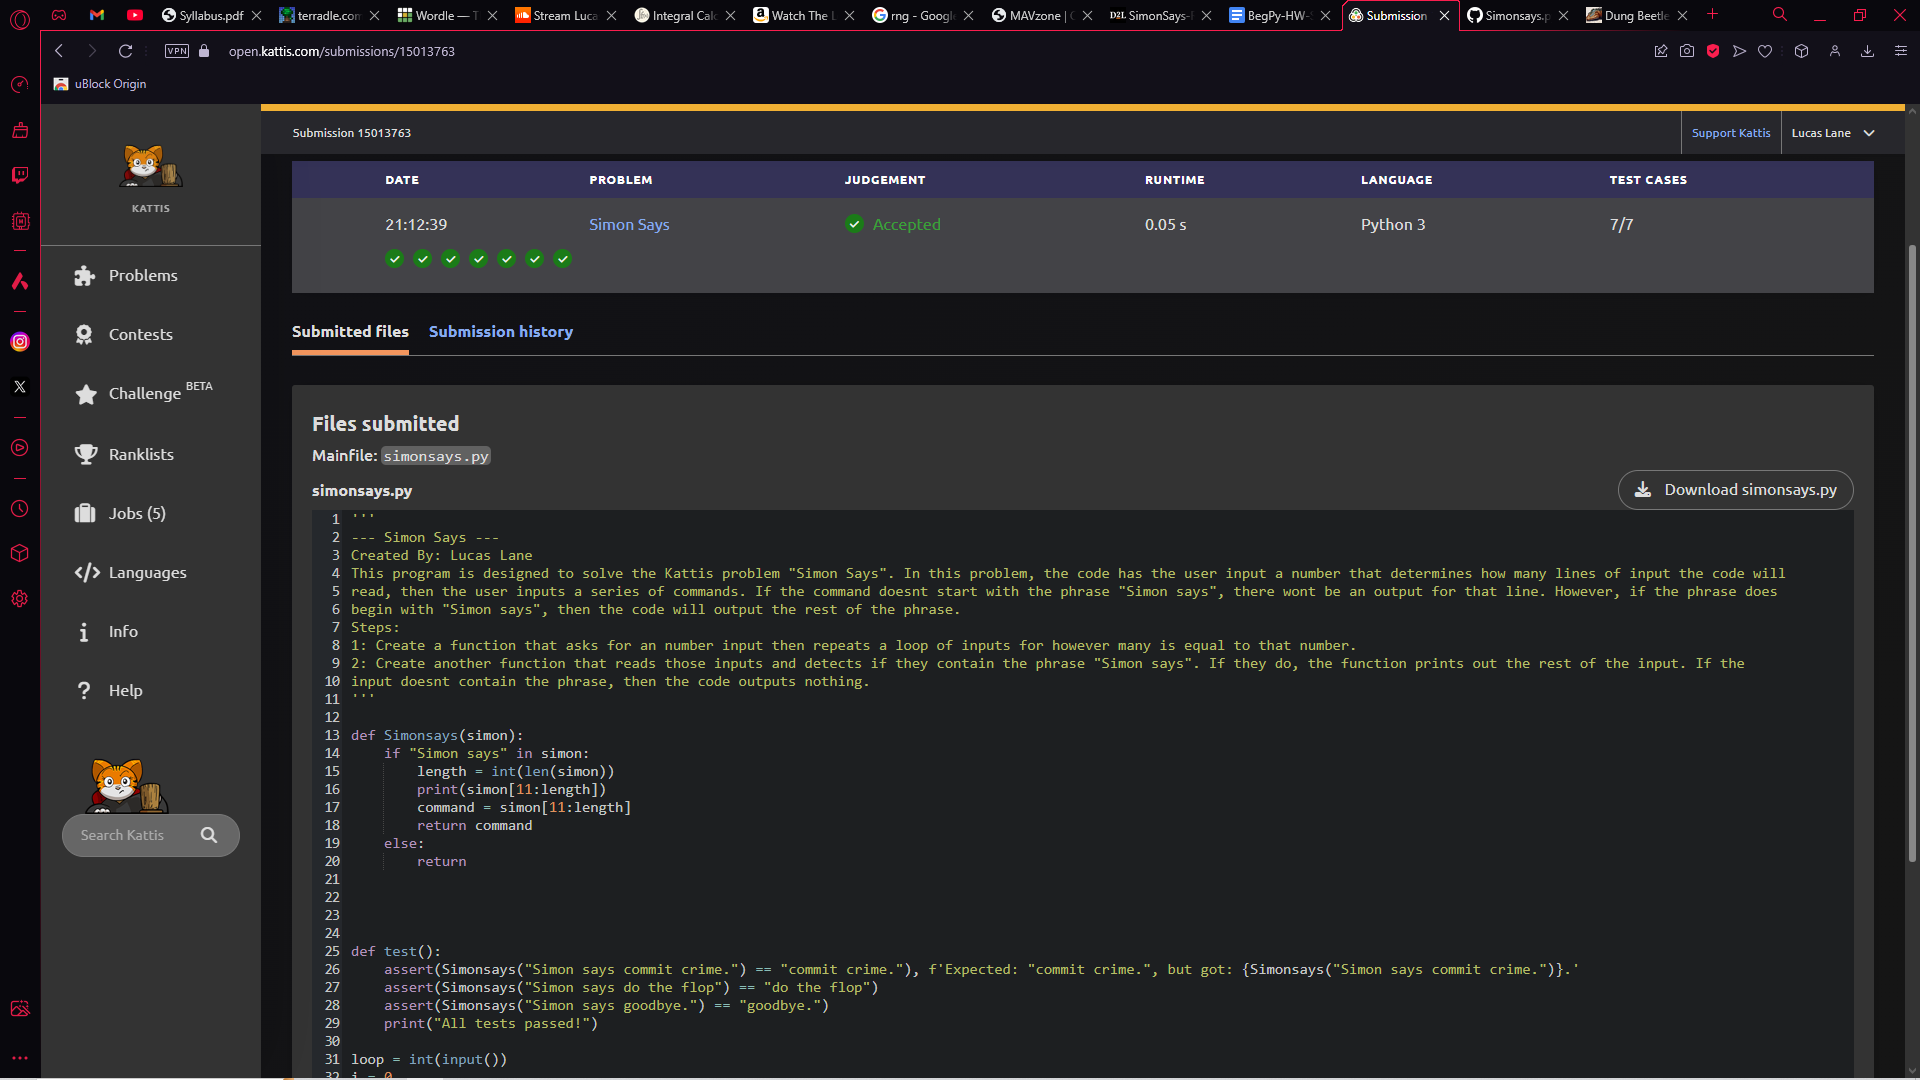 Syllabus.pdf
terradle.com
Wordle — T
Stream Luca
Integral Calc
Watch The L
rng - Google
MAVzone | C
D2L SimonSays-
BegPy-HW-
Submission
Simonsays.p
Dung Beetle
VPN open.kattis.com/submissions/15013763
uBlock Origin
KATTIS
Problems
Contests
Challenge BETA
Ranklists
Jobs (5)
Languages
Info
Help
Search Kattis
Submission 15013763
Support Kattis
Lucas Lane
DATE PROBLEM JUDGEMENT RUNTIME LANGUAGE TEST CASES
21:12:39 Simon Says Accepted 0.05 s Python 3 7/7
Submitted files Submission history
Files submitted
Mainfile: simonsays.py
simonsays.py
Download simonsays.py
1 '''
2 --- Simon Says ---
3 Created By: Lucas Lane
4 This program is designed to solve the Kattis problem "Simon Says". In this problem, the code has the user input a number that determines how many lines of input the code will
5 read, then the user inputs a series of commands. If the command doesnt start with the phrase "Simon says", there wont be an output for that line. However, if the phrase does
6 begin with "Simon says", then the code will output the rest of the phrase.
7 Steps:
8 1: Create a function that asks for an number input then repeats a loop of inputs for however many is equal to that number.
9 2: Create another function that reads those inputs and detects if they contain the phrase "Simon says". If they do, the function prints out the rest of the input. If the
10 input doesnt contain the phrase, then the code outputs nothing.
11 '''
12
13 def Simonsays(simon):
14     if "Simon says" in simon:
15         length = int(len(simon))
16         print(simon[11:length])
17         command = simon[11:length]
18         return command
19     else:
20         return
21
22
23
24
25 def test():
26     assert(Simonsays("Simon says commit crime.") == "commit crime."), f'Expected: "commit crime.", but got: {Simonsays("Simon says commit crime.")}.'
27     assert(Simonsays("Simon says do the flop") == "do the flop")
28     assert(Simonsays("Simon says goodbye.") == "goodbye.")
29     print("All tests passed!")
30
31 loop = int(input())
32 i = 0